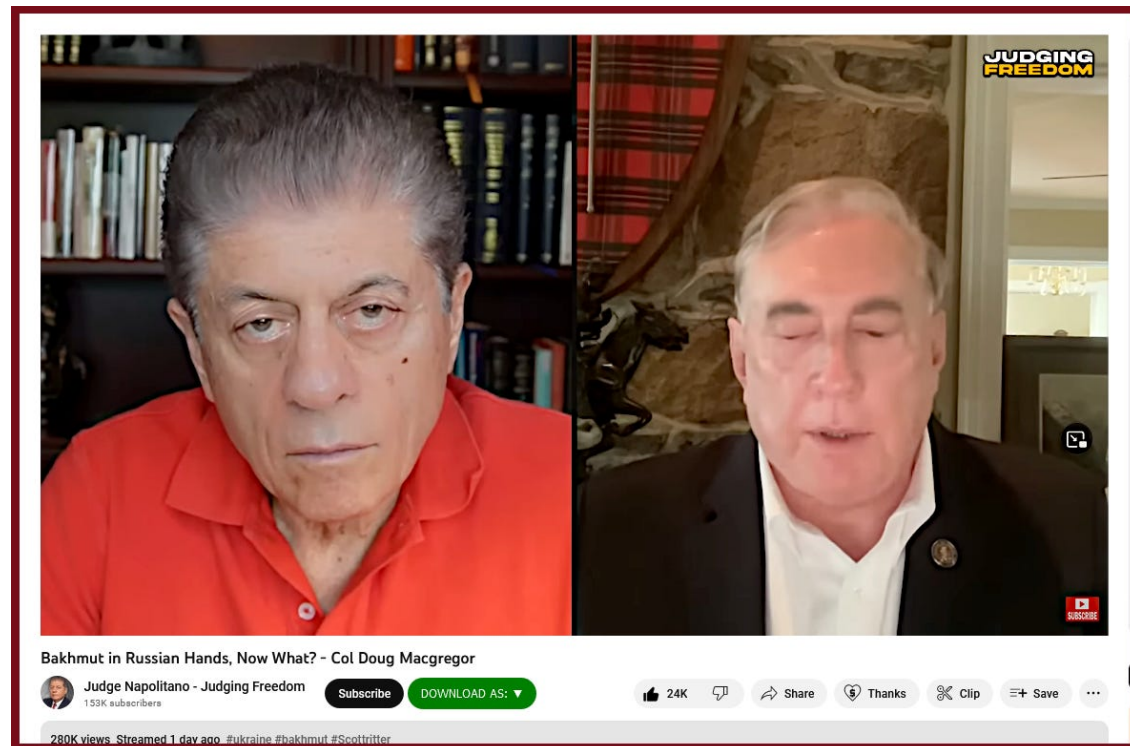 JUDGING
FREEDOM
SUBSCRIBE
Bakhmut in Russian Hands, Now What? - Col Doug Macgregor
Judge Napolitano - Judging Freedom
153K subscribers
Subscribe
DOWNLOAD AS: ▼
24K
Share
Thanks
Clip
Save
280K views Streamed 1 day ago #ukraine #bakhmut #Scottritter